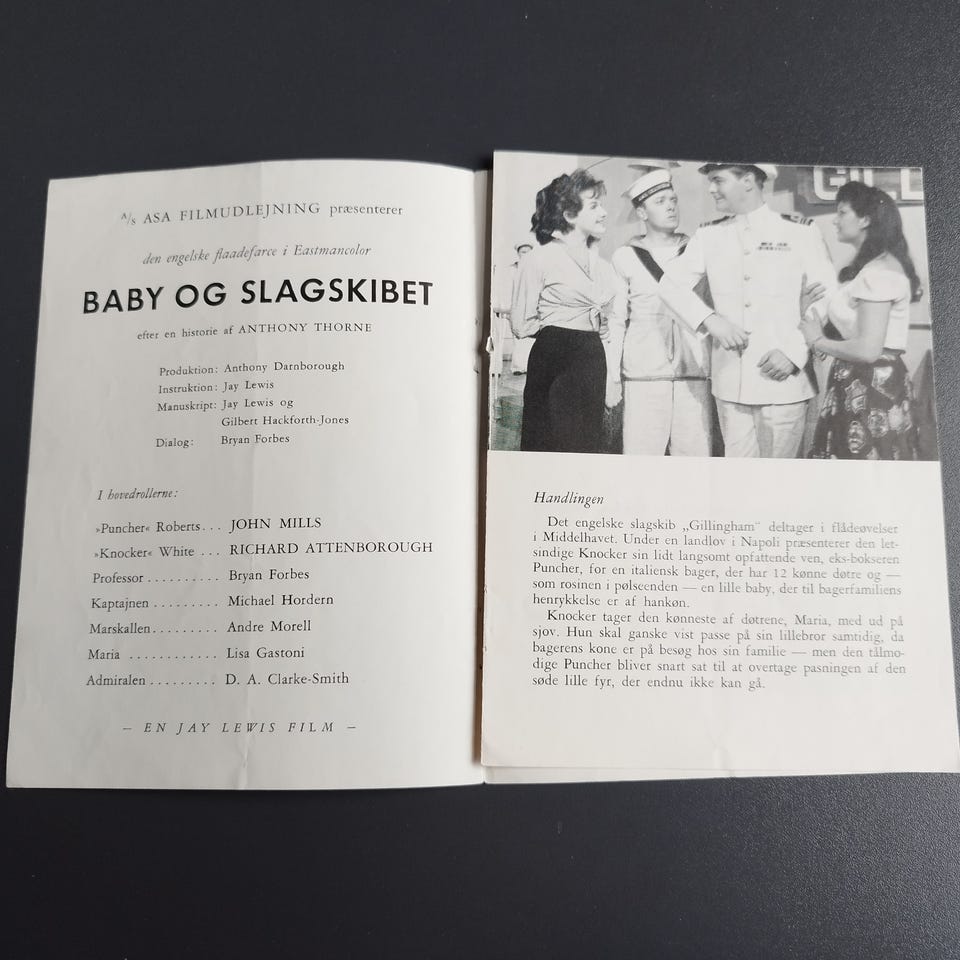 A/s ASA FILMUDLEJNING præsenterer
den engelske flaadefarce i Eastmancolor
BABY OG SLAGSKIBET
efter en historie af ANTHONY THORNE
Produktion: Anthony Darnborough
Instruktion: Jay Lewis
Manuskript: Jay Lewis og
Gilbert Hackforth-Jones
Dialog: Bryan Forbes
I hovedrollerne:
»Puncher« Roberts... JOHN MILLS
»Knocker« White ... RICHARD ATTENBOROUGH
Professor .......... Bryan Forbes
Kaptajnen ......... Michael Hordern
Marskallen......... Andre Morell
Maria ............ Lisa Gastoni
Admiralen ......... D. A. Clarke-Smith
– EN JAY LEWIS FILM –
GILL
Handlingen
Det engelske slagskib „Gillingham“ deltager i flådeøvelser
i Middelhavet. Under en landlov i Napoli præsenterer den let-
sindige Knocker sin lidt langsomt opfattende ven, eks-bokseren
Puncher, for en italiensk bager, der har 12 kønne døtre og —
som rosinen i pølseenden — en lille baby, der til bagerfamiliens
henrykkelse er af hankøn.
Knocker tager den kønneste af døtrene, Maria, med ud på
sjov. Hun skal ganske vist passe på sin lillebror samtidig, da
bagerens kone er på besøg hos sin familie — men den tålmo-
dige Puncher bliver snart sat til at overtage pasningen af den
søde lille fyr, der endnu ikke kan gå.